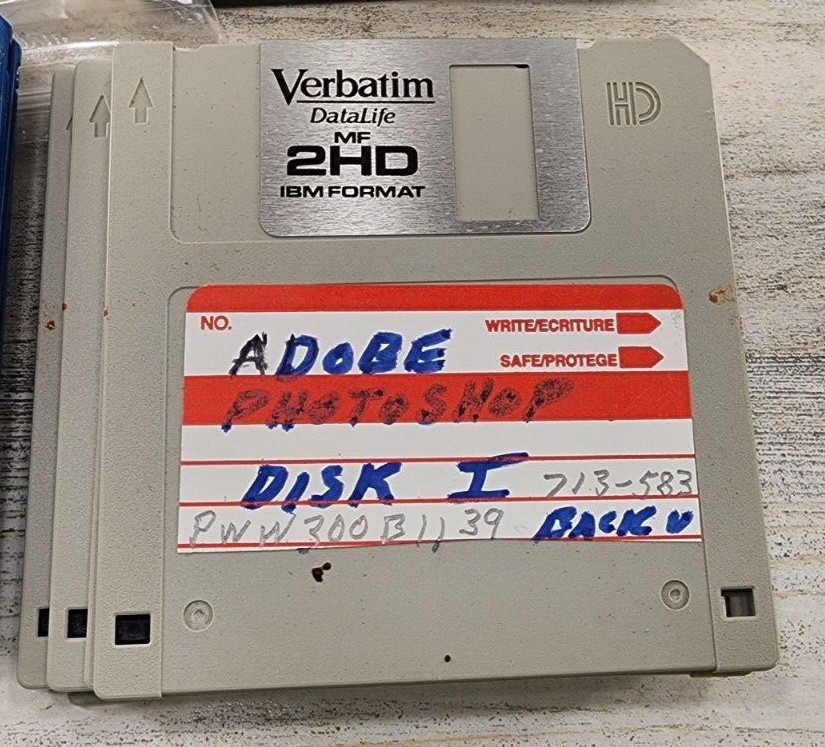 Verbatim
DataLife
MF
2HD
IBM FORMAT
HD
NO.
WRITE/ECRITURE
ADOBE
SAFE/PROTEGE
PHOTOSHOP
DISK I 713-583
PWW300B1139 BACK U